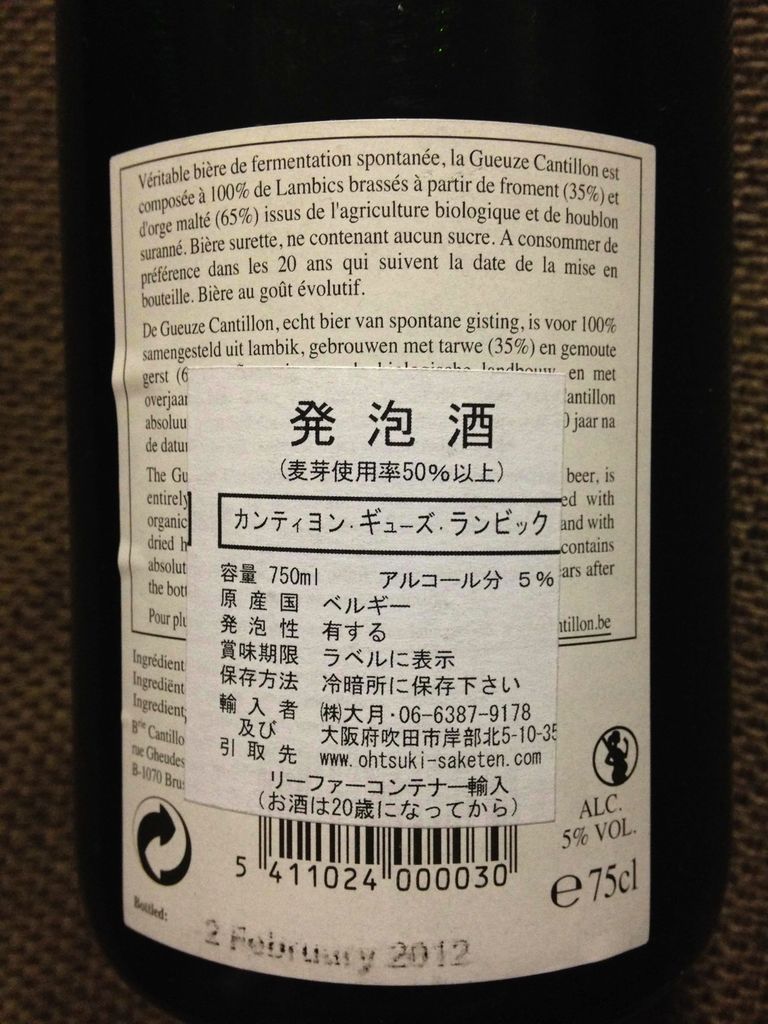 Véritable bière de fermentation spontanée, la Gueuze Cantillon est
composée à 100% de Lambics brassés à partir de froment (35%) et
d'orge malté (65%) issus de l'agriculture biologique et de houblon
suranné. Bière surette, ne contenant aucun sucre. A consommer de
préférence dans les 20 ans qui suivent la date de la mise en
bouteille. Bière au goût évolutif.
De Gueuze Cantillon, echt bier van spontane gisting, is voor 100%
samengesteld uit lambik, gebrouwen met tarwe (35%) en gemoute
gerst (6 en met
overjaar antillon
absoluu 0 jaar na
de datu
The Gu beer, is
entirely ed with
organic and with
dried h contains
absolut ars after
the bott
Pour plu ntillon.be
発泡酒
(麦芽使用率50%以上)
カンティヨン・ギューズ・ランビック
容量 750ml アルコール分 5%
原産国 ベルギー
発泡性 有する
賞味期限 ラベルに表示
保存方法 冷暗所に保存下さい
輸入者 ㈱大月・06-6387-9178
及び 大阪府吹田市岸部北5-10-35
引取先 www.ohtsuki-saketen.com
リーファーコンテナー輸入
(お酒は20歳になってから)
Ingrédient
Ingrediënt
Ingredient
Bie Cantillo
rue Gheudes
B-1070 Bru
ALC.
5% VOL.
5 411024 000030
e 75cl
Bottled:
2 February 2012